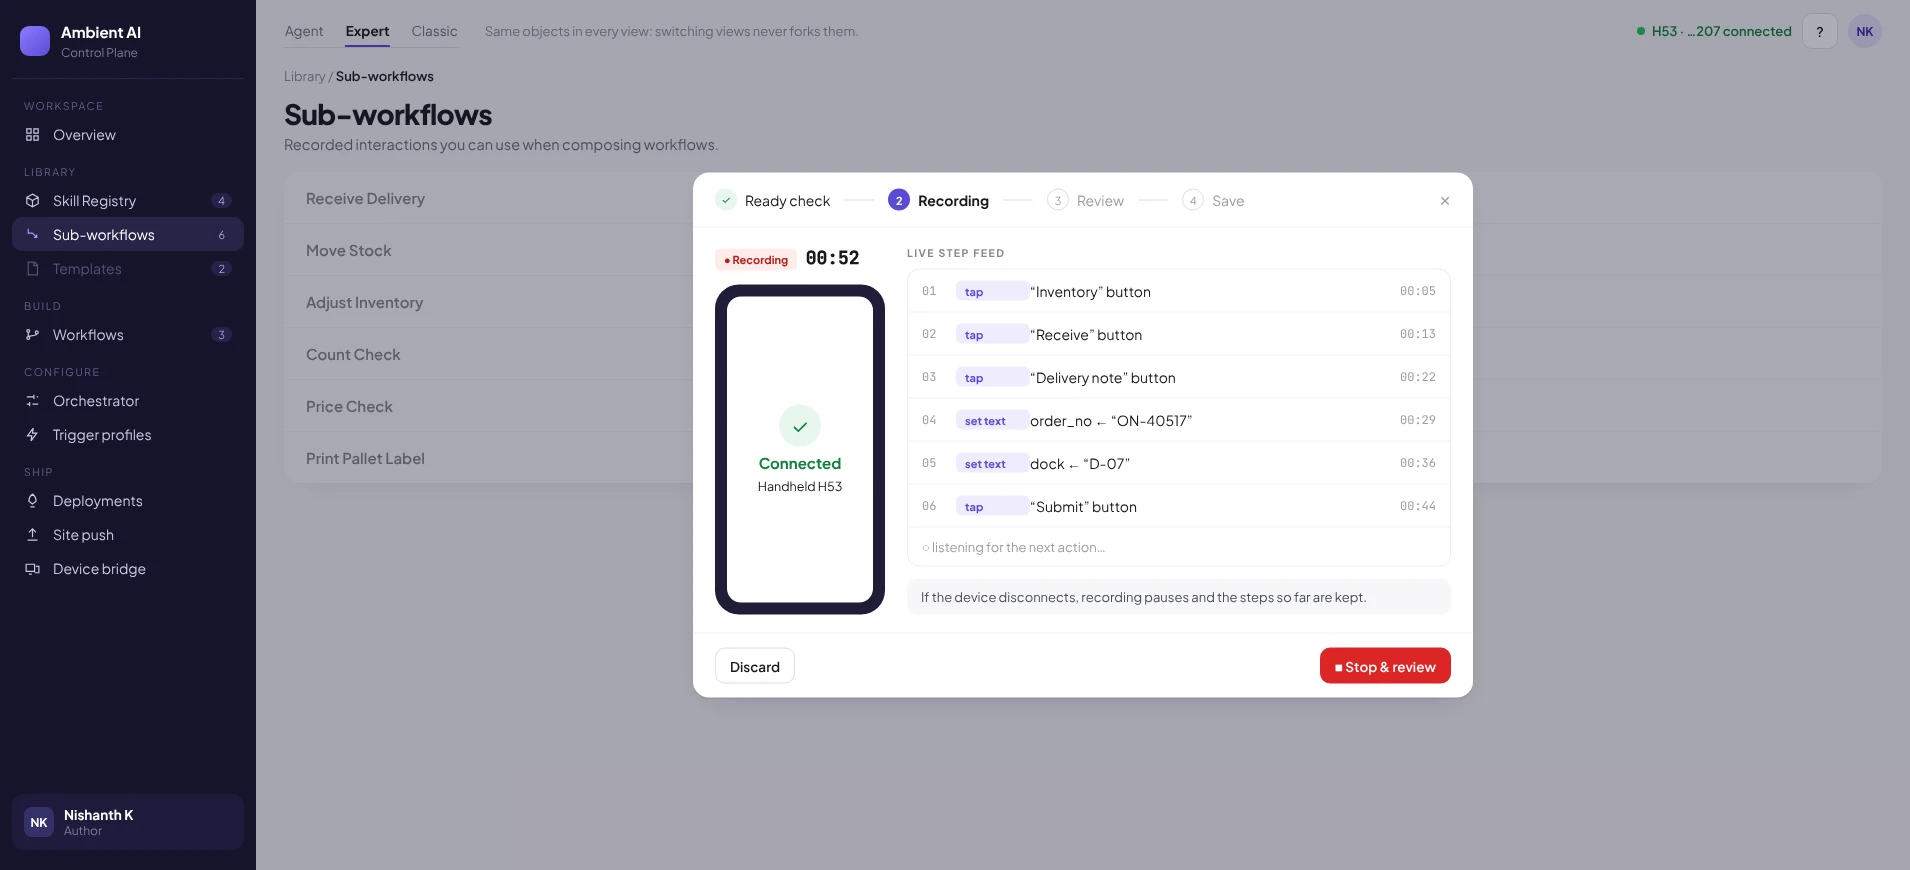 Ambient AI
Control Plane
WORKSPACE
Overview
LIBRARY
Skill Registry 4
Sub-workflows 6
Templates 2
BUILD
Workflows 3
CONFIGURE
Orchestrator
Trigger profiles
SHIP
Deployments
Site push
Device bridge
NK
Nishanth K
Author
Agent Expert Classic Same objects in every view: switching views never forks them.
H53 · …207 connected ? NK
Library / Sub-workflows
Sub-workflows
Recorded interactions you can use when composing workflows.
Receive Delivery
Move Stock
Adjust Inventory
Count Check
Price Check
Print Pallet Label
✓ Ready check 2 Recording 3 Review 4 Save ×
● Recording 00:52
✓
Connected
Handheld H53
LIVE STEP FEED
01 tap “Inventory” button 00:05
02 tap “Receive” button 00:13
03 tap “Delivery note” button 00:22
04 set text order_no ← “ON-40517” 00:29
05 set text dock ← “D-07” 00:36
06 tap “Submit” button 00:44
○ listening for the next action…
If the device disconnects, recording pauses and the steps so far are kept.
Discard
■ Stop & review